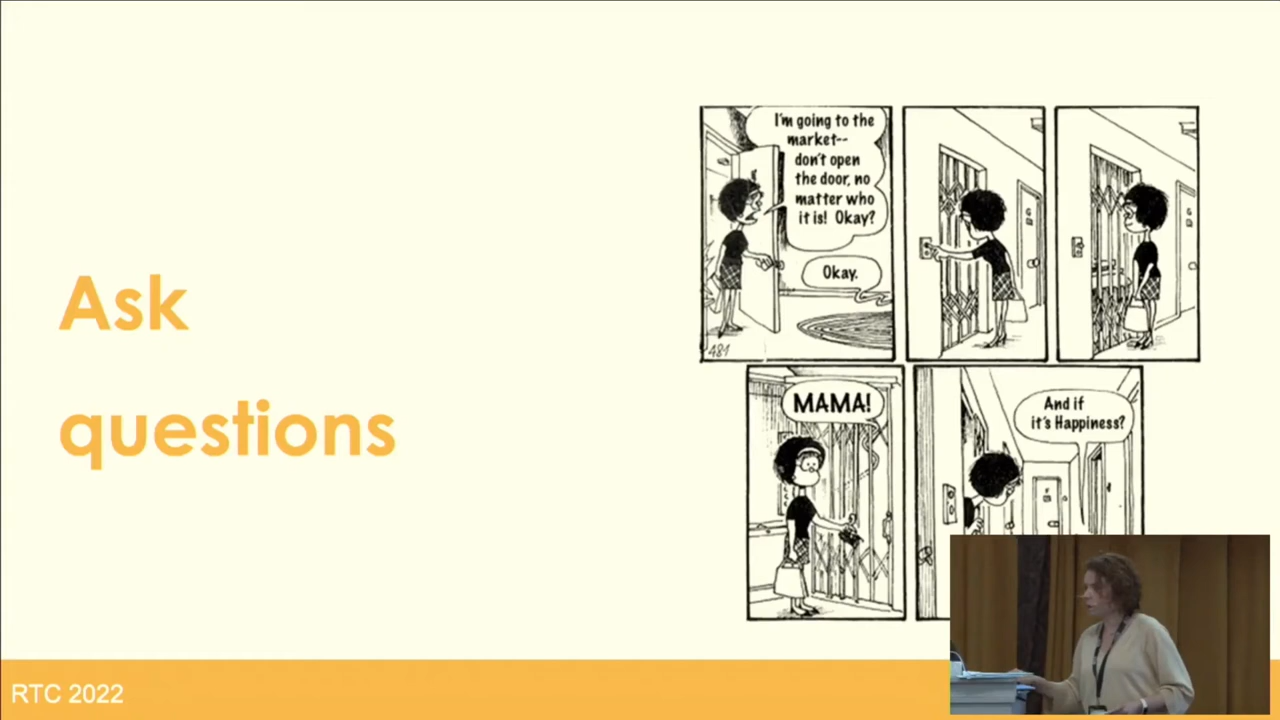 Ask
questions
I'm going to the
market--
don't open
the door, no
matter who
it is! Okay?
Okay.
481
MAMA!
And if
it's Happiness?
RTC 2022